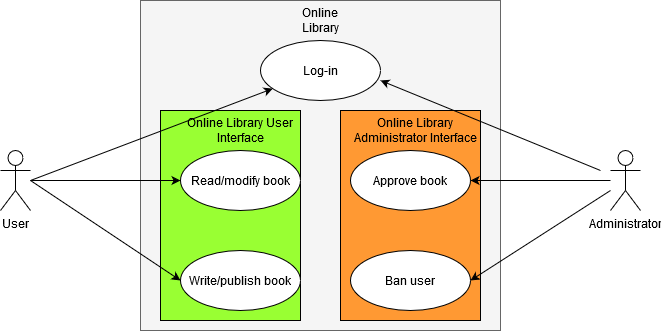 Online
Library
Log-in
Online Library User
Interface
Online Library
Administrator Interface
Read/modify book
Approve book
User
Administrator
Write/publish book
Ban user